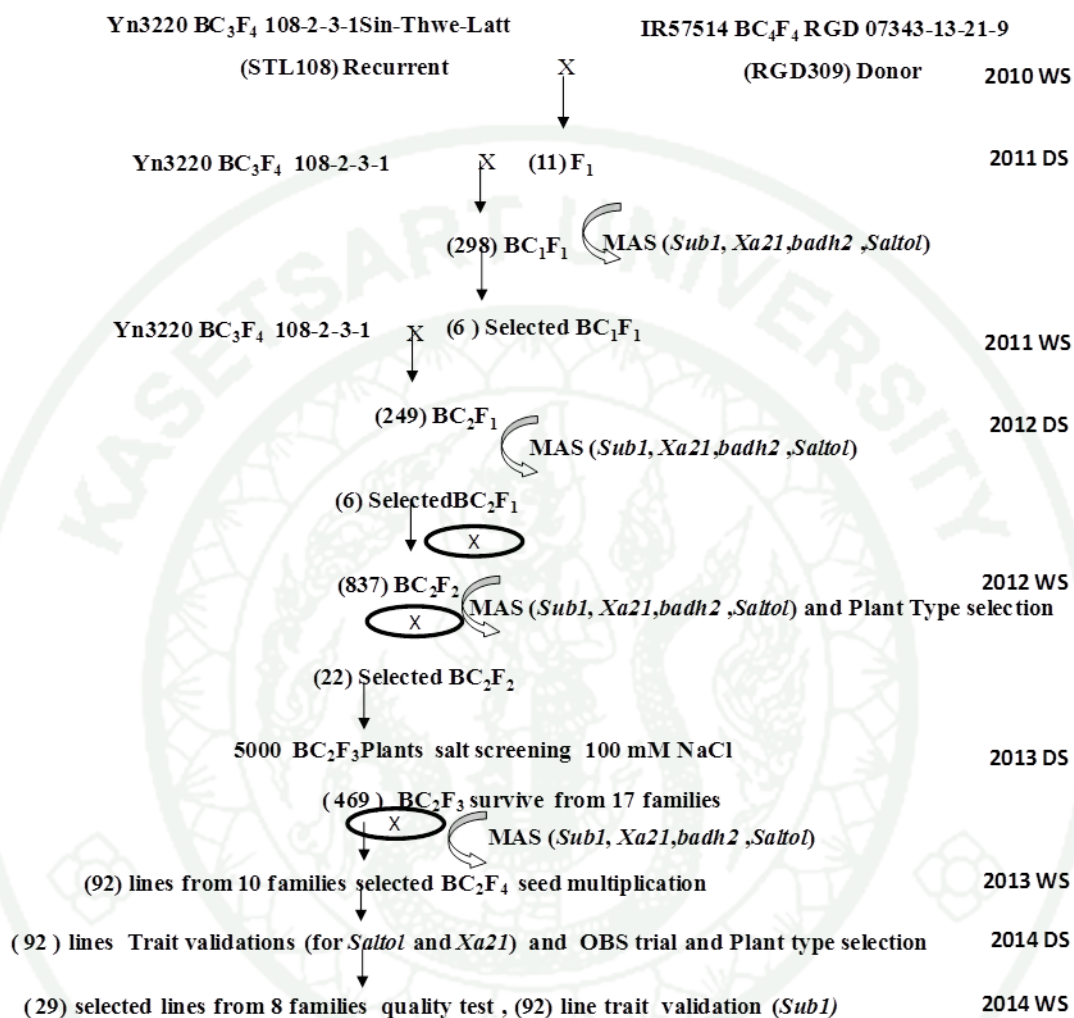 Yn3220 BC₃F₄ 108-2-3-1Sin-Thwe-Latt IR57514 BC₄F₄ RGD 07343-13-21-9
(STL108) Recurrent X (RGD309) Donor 2010 WS
Yn3220 BC₃F₄ 108-2-3-1 X (11) F₁ 2011 DS
(298) BC₁F₁ MAS (Sub1, Xa21,badh2 ,Saltol)
Yn3220 BC₃F₄ 108-2-3-1 X (6 ) Selected BC₁F₁ 2011 WS
(249) BC₂F₁ 2012 DS
MAS (Sub1, Xa21,badh2 ,Saltol)
(6) SelectedBC₂F₁
X
(837) BC₂F₂ 2012 WS
MAS (Sub1, Xa21,badh2 ,Saltol) and Plant Type selection
X
(22) Selected BC₂F₂
5000 BC₂F₃Plants salt screening 100 mM NaCl 2013 DS
( 469 ) BC₂F₃ survive from 17 families
X
MAS (Sub1, Xa21,badh2 ,Saltol)
(92) lines from 10 families selected BC₂F₄ seed multiplication 2013 WS
( 92 ) lines Trait validations (for Saltol and Xa21) and OBS trial and Plant type selection 2014 DS
(29) selected lines from 8 families quality test , (92) line trait validation (Sub1) 2014 WS
KASETSART UNIVERSITY